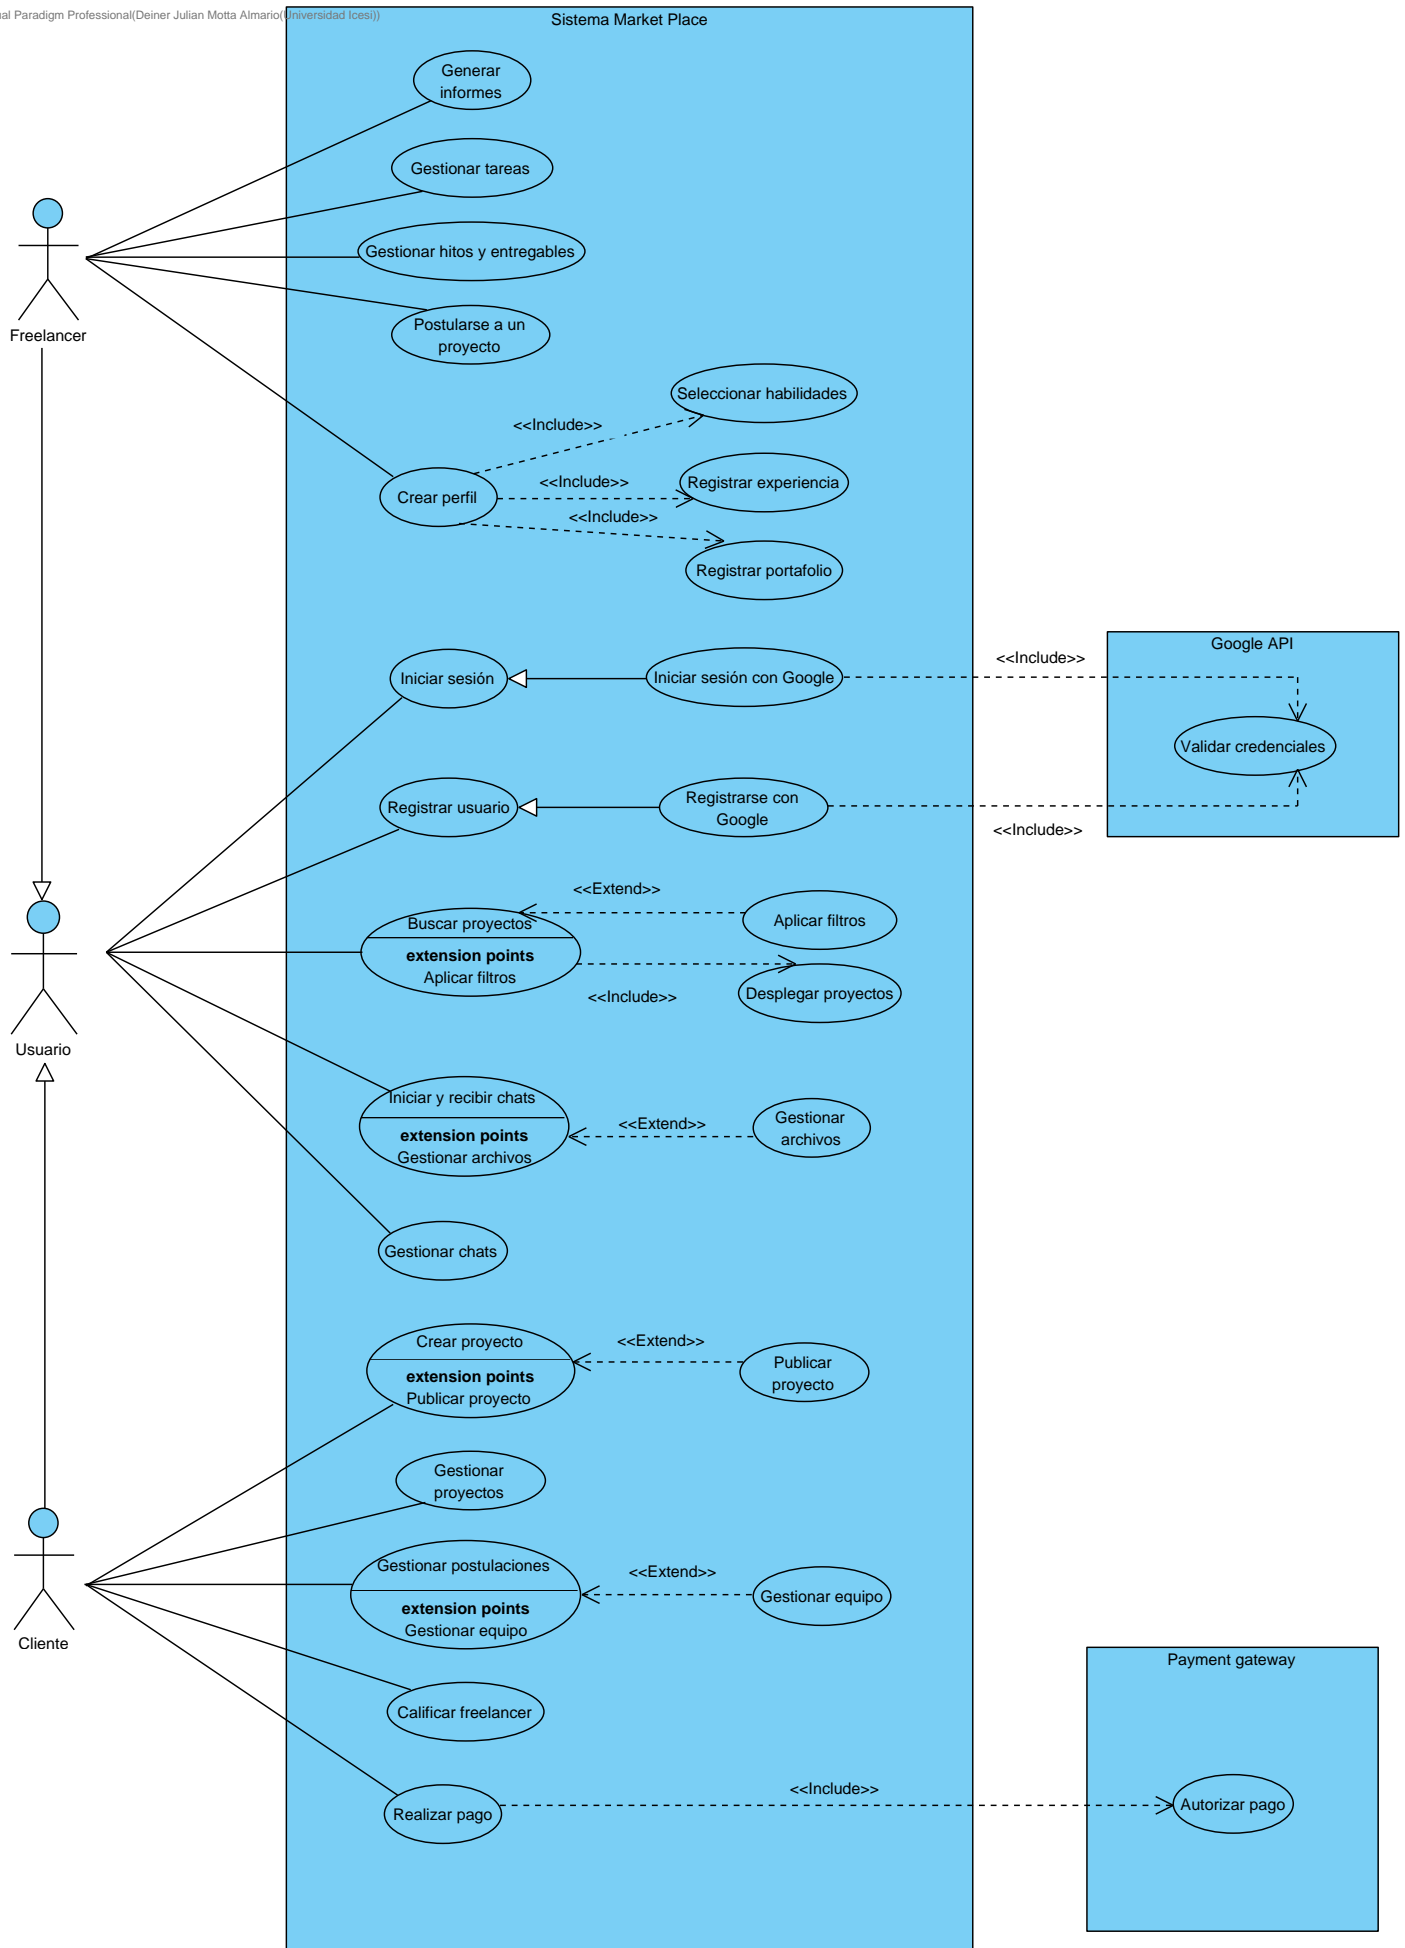 ual Paradigm Professional(Deiner Julian Motta Almario(Universidad Icesi))
Sistema Market Place
Generar
informes
Gestionar tareas
Gestionar hitos y entregables
Freelancer
Postularse a un
proyecto
Seleccionar habilidades
<<Include>>
Crear perfil
<<Include>>
Registrar experiencia
<<Include>>
Registrar portafolio
Iniciar sesión
Iniciar sesión con Google
<<Include>>
Google API
Validar credenciales
Registrar usuario
Registrarse con
Google
<<Include>>
<<Extend>>
Buscar proyectos
extension points
Aplicar filtros
Aplicar filtros
<<Include>>
Desplegar proyectos
Usuario
Iniciar y recibir chats
extension points
Gestionar archivos
<<Extend>>
Gestionar
archivos
Gestionar chats
Crear proyecto
extension points
Publicar proyecto
<<Extend>>
Publicar
proyecto
Gestionar
proyectos
Gestionar postulaciones
extension points
Gestionar equipo
<<Extend>>
Gestionar equipo
Cliente
Calificar freelancer
Payment gateway
Realizar pago
<<Include>>
Autorizar pago